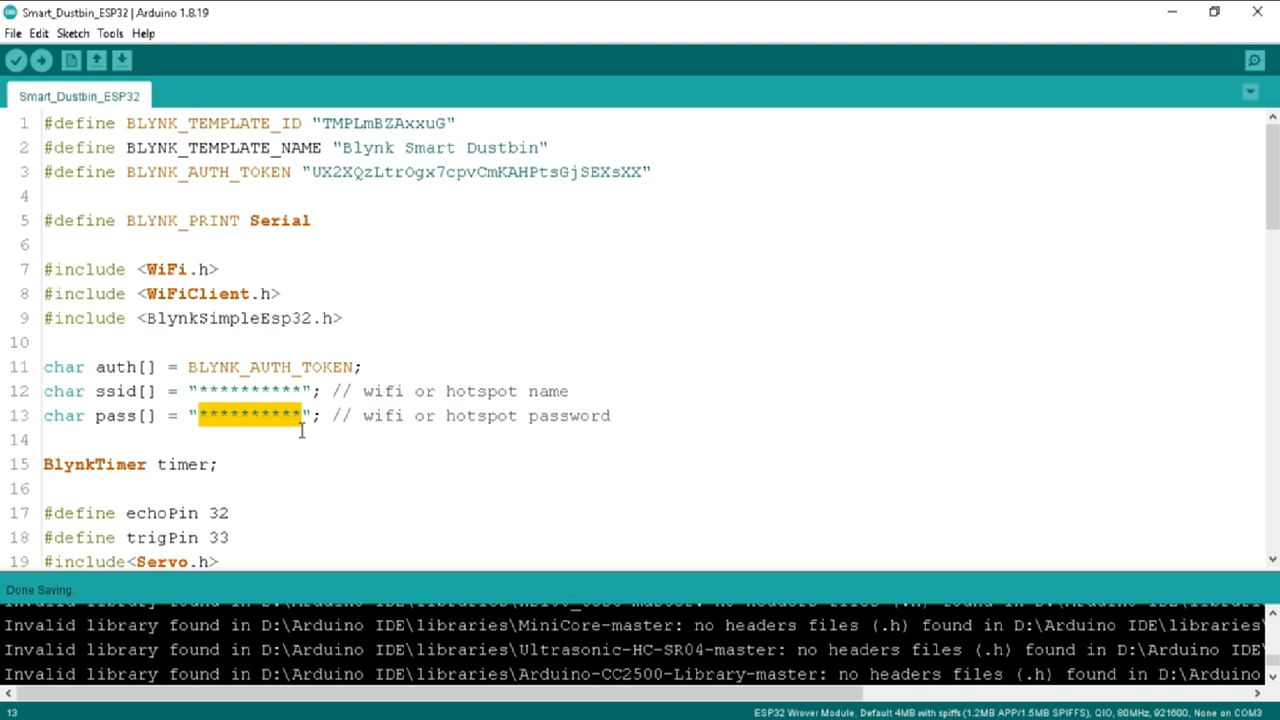 Smart_Dustbin_ESP32 | Arduino 1.8.19
File Edit Sketch Tools Help
Smart_Dustbin_ESP32
1 #define BLYNK_TEMPLATE_ID "TMPLmBZAxxuG"
2 #define BLYNK_TEMPLATE_NAME "Blynk Smart Dustbin"
3 #define BLYNK_AUTH_TOKEN "UX2XQzLtrOgx7cpvCmKAHPtsGjSEXsXX"
4
5 #define BLYNK_PRINT Serial
6
7 #include <WiFi.h>
8 #include <WiFiClient.h>
9 #include <BlynkSimpleEsp32.h>
10
11 char auth[] = BLYNK_AUTH_TOKEN;
12 char ssid[] = "**********"; // wifi or hotspot name
13 char pass[] = "**********"; // wifi or hotspot password
14
15 BlynkTimer timer;
16
17 #define echoPin 32
18 #define trigPin 33
19 #include<Servo.h>
Done Saving.
Invalid library found in D:\Arduino IDE\libraries\MiniCore-master: no headers files (.h) found in D:\Arduino IDE\libraries\
Invalid library found in D:\Arduino IDE\libraries\Ultrasonic-HC-SR04-master: no headers files (.h) found in D:\Arduino IDE\
Invalid library found in D:\Arduino IDE\libraries\Arduino-CC2500-Library-master: no headers files (.h) found in D:\Arduino
13 ESP32 Wrover Module, Default 4MB with spiffs (1.2MB APP/1.5MB SPIFFS), QIO, 80MHz, 921600, None on COM3